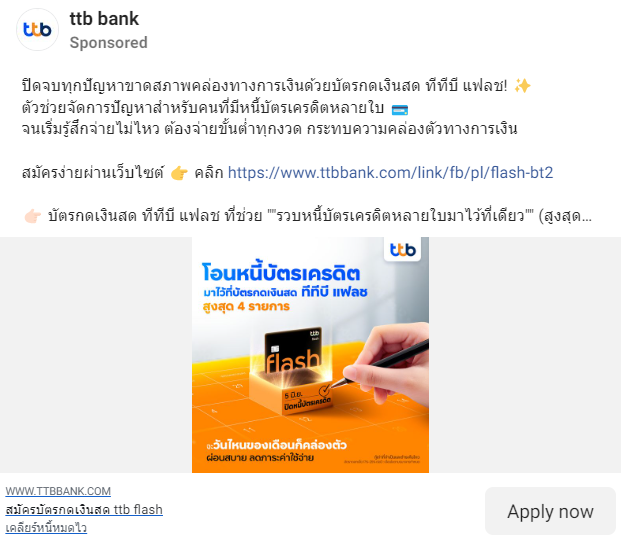 ttb bank
Sponsored
ปิดจบทุกปัญหาขาดสภาพคล่องทางการเงินด้วยบัตรกดเงินสด ทีทีบี แฟลช! ✨
ตัวช่วยจัดการปัญหาสำหรับคนที่มีหนี้บัตรเครดิตหลายใบ 💳
จนเริ่มรู้สึกจ่ายไม่ไหว ต้องจ่ายขั้นต่ำทุกงวด กระทบความคล่องตัวทางการเงิน
สมัครง่ายผ่านเว็บไซต์ 👉 คลิก https://www.ttbbank.com/link/fb/pl/flash-bt2
👉🏻 บัตรกดเงินสด ทีทีบี แฟลช ที่ช่วย ""รวบหนี้บัตรเครดิตหลายใบมาไว้ที่เดียว"" (สูงสุด...
ttb
โอนหนี้บัตรเครดิต
มาไว้ที่บัตรกดเงินสด ทีทีบี แฟลช
สูงสุด 4 รายการ
ttb
flash
5 มิ.ย.
ปิดหนี้บัตรเครดิต
จะวันไหนของเดือนก็คล่องตัว
ผ่อนสบาย ลดภาระค่าใช้จ่าย
WWW.TTBBANK.COM
สมัครบัตรกดเงินสด ttb flash
เคลียร์หนี้หมดไว
Apply now